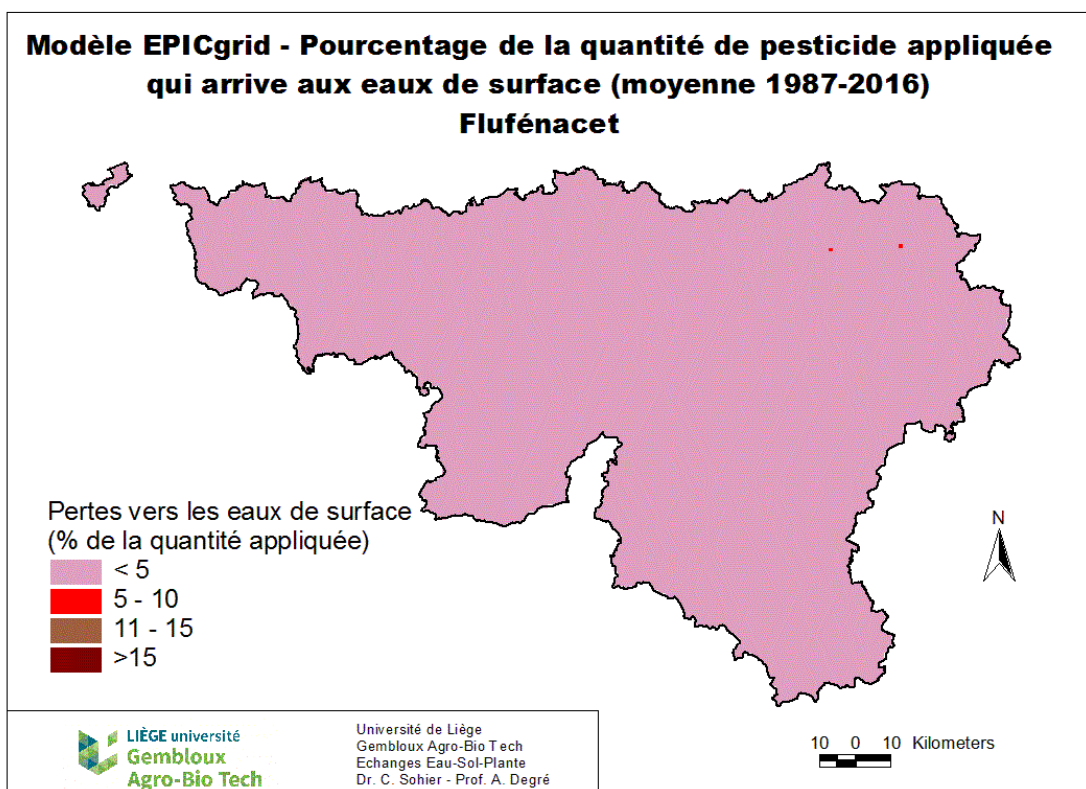 Modèle EPICgrid - Pourcentage de la quantité de pesticide appliquée
qui arrive aux eaux de surface (moyenne 1987-2016)
Flufénacet
Pertes vers les eaux de surface
(% de la quantité appliquée)
< 5
5 - 10
11 - 15
>15
N
10 0 10 Kilometers
LIÈGE université
Gembloux
Agro-Bio Tech
Université de Liège
Gembloux Agro-Bio Tech
Echanges Eau-Sol-Plante
Dr. C. Sohier - Prof. A. Degré